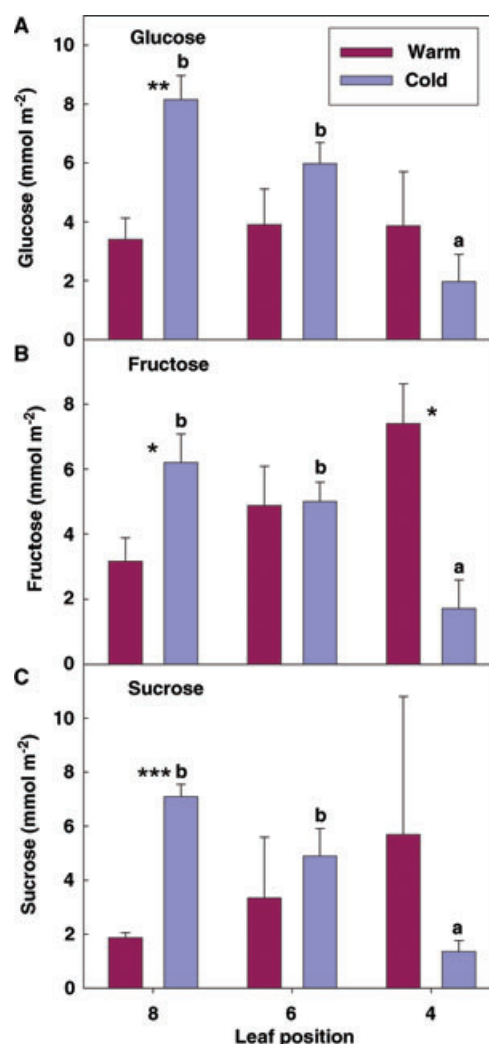 A
Glucose
Warm
Cold
Glucose (mmol m-2)
10
8
6
4
2
0
**
b
b
a
B
Fructose
Fructose (mmol m-2)
8
6
4
2
0
*
b
b
*
a
C
Sucrose
Sucrose (mmol m-2)
10
8
6
4
2
0
***
b
b
a
8
6
4
Leaf position